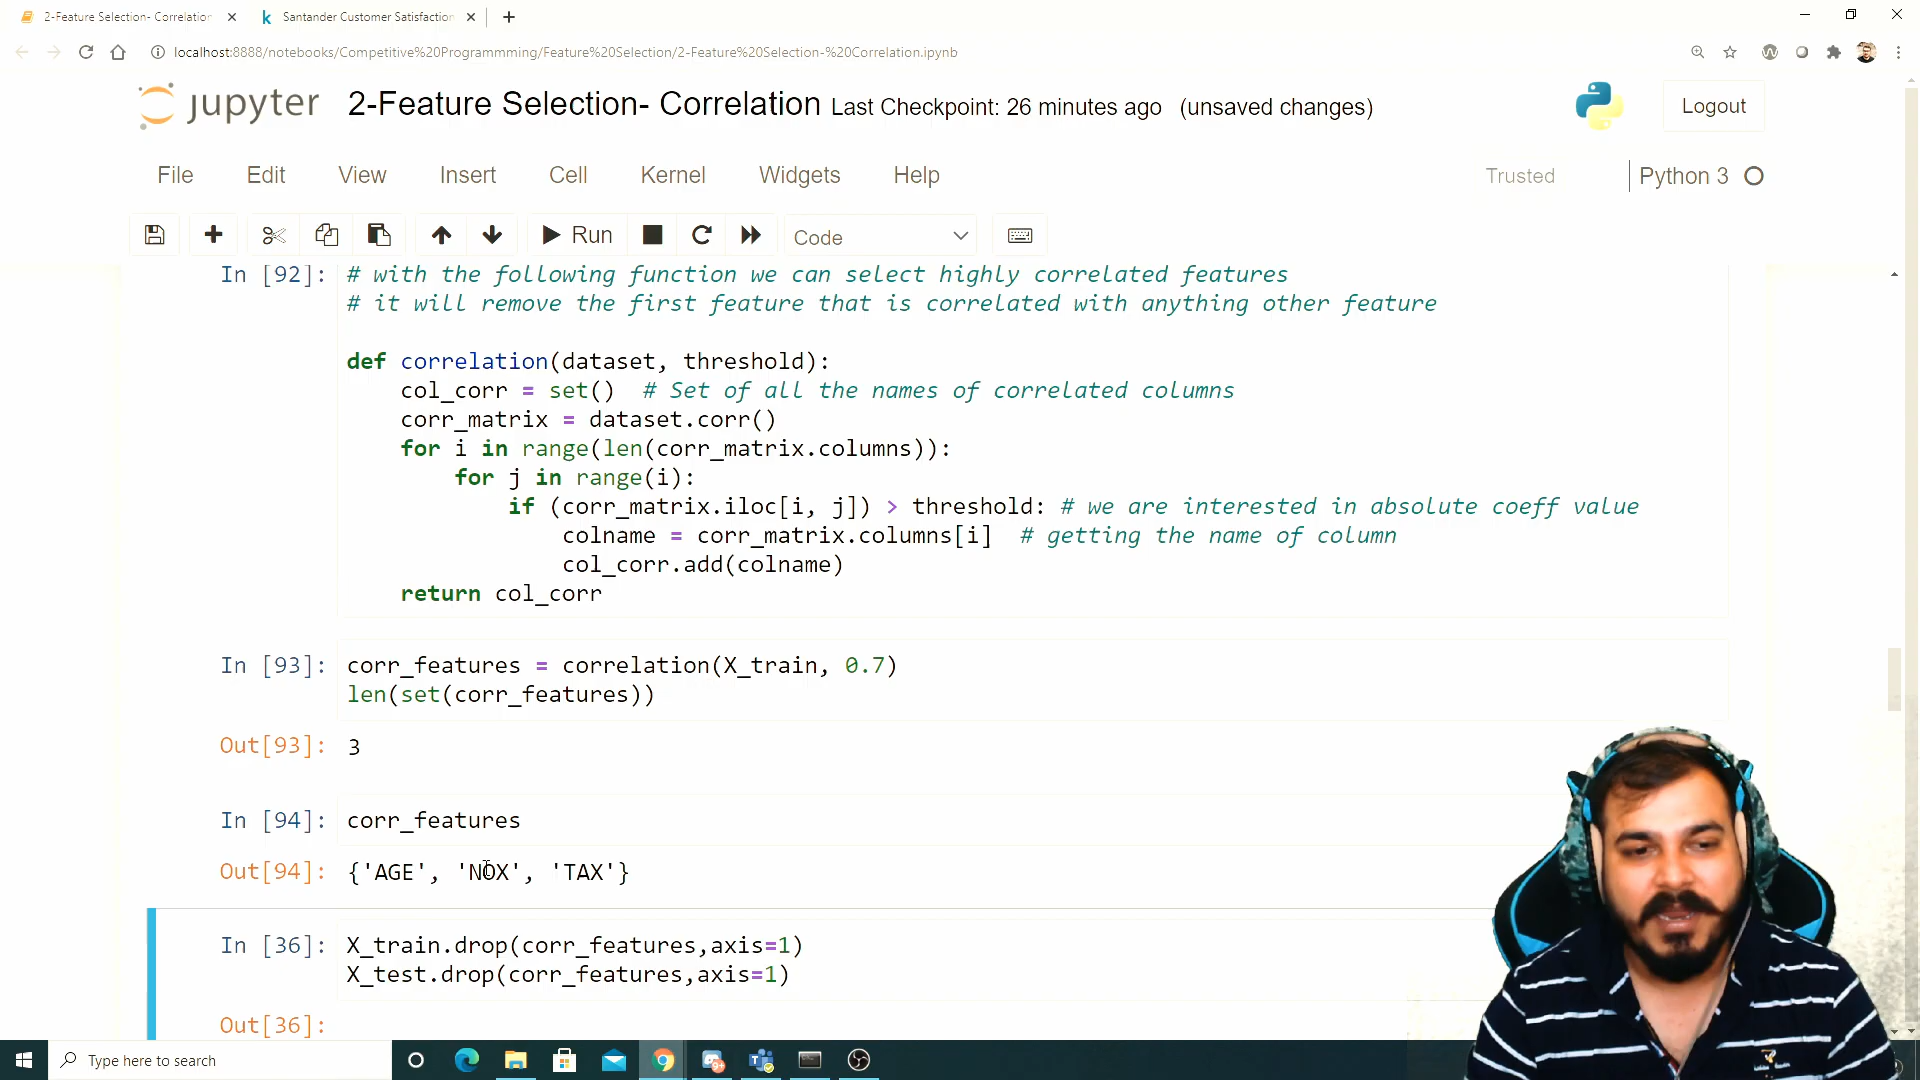 2-Feature Selection- Correlation
Santander Customer Satisfaction
localhost:8888/notebooks/Competitive%20Programmming/Feature%20Selection/2-Feature%20Selection-%20Correlation.ipynb
jupyter 2-Feature Selection- Correlation Last Checkpoint: 26 minutes ago (unsaved changes) Logout
File Edit View Insert Cell Kernel Widgets Help Trusted Python 3
Run Code
In [92]: # with the following function we can select highly correlated features
# it will remove the first feature that is correlated with anything other feature
def correlation(dataset, threshold):
col_corr = set() # Set of all the names of correlated columns
corr_matrix = dataset.corr()
for i in range(len(corr_matrix.columns)):
for j in range(i):
if (corr_matrix.iloc[i, j]) > threshold: # we are interested in absolute coeff value
colname = corr_matrix.columns[i] # getting the name of column
col_corr.add(colname)
return col_corr
In [93]: corr_features = correlation(X_train, 0.7)
len(set(corr_features))
Out[93]: 3
In [94]: corr_features
Out[94]: {'AGE', 'NOX', 'TAX'}
In [36]: X_train.drop(corr_features,axis=1)
X_test.drop(corr_features,axis=1)
Out[36]:
Type here to search